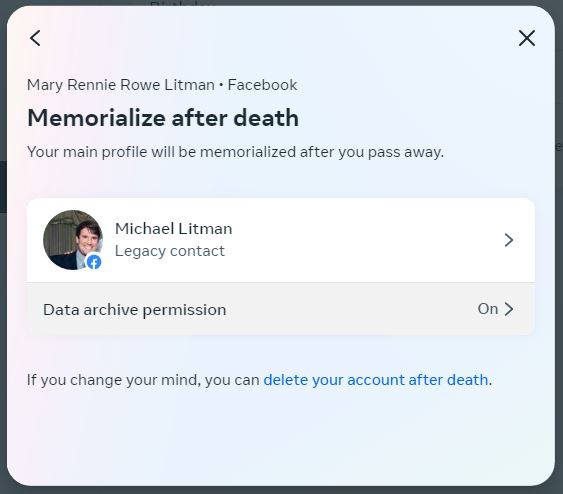 Mary Rennie Rowe Litman • Facebook
Memorialize after death
Your main profile will be memorialized after you pass away.
Michael Litman
Legacy contact
Data archive permission On
If you change your mind, you can delete your account after death.